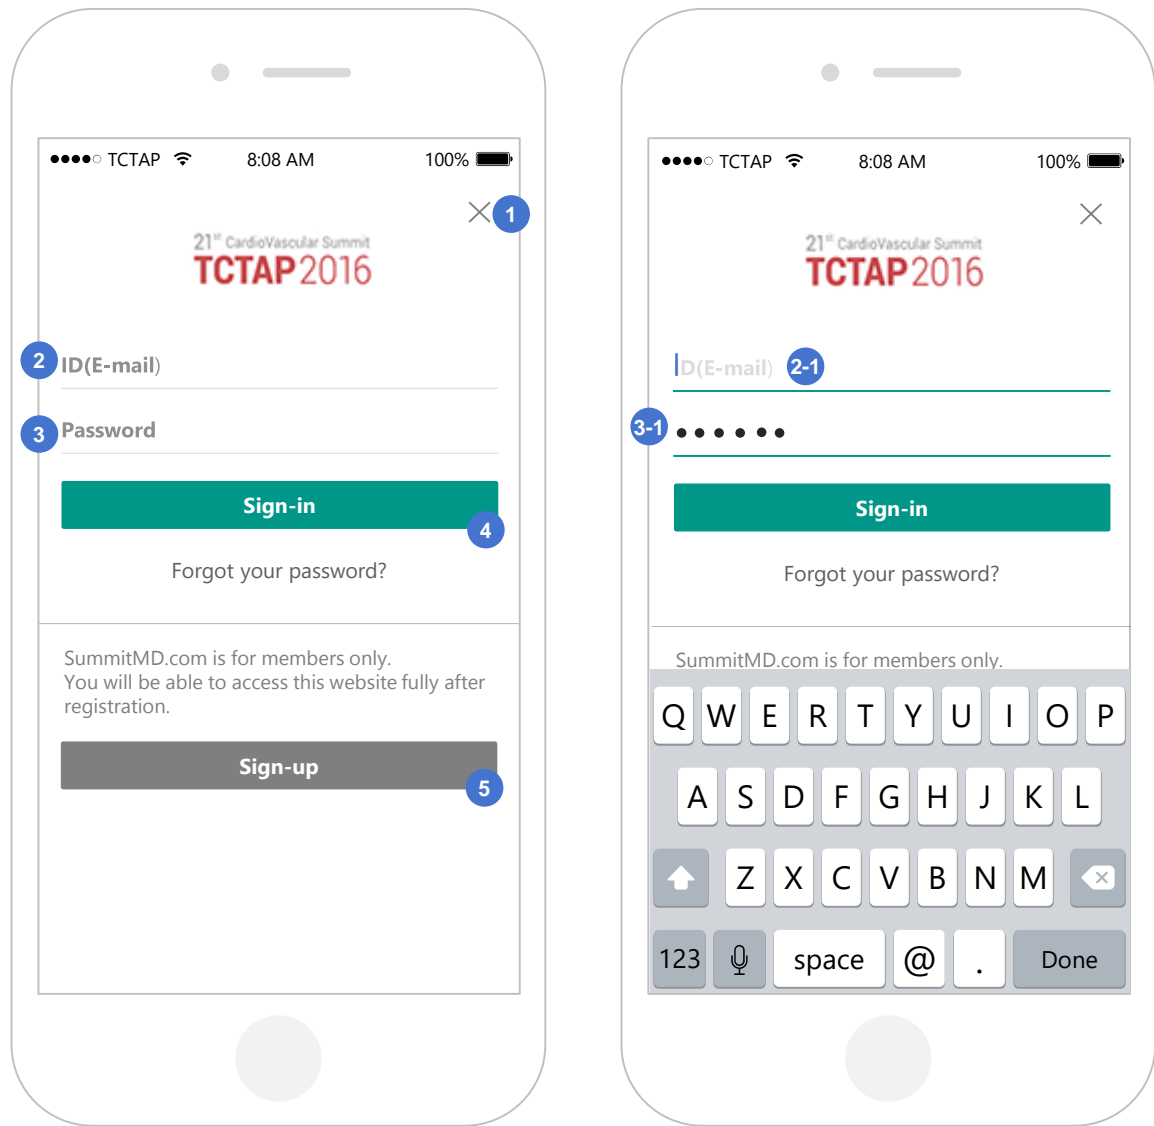 TCTAP 8:08 AM 100%
1
21st CardioVascular Summit
TCTAP2016
2 ID(E-mail)
3 Password
Sign-in
4
Forgot your password?
SummitMD.com is for members only.
You will be able to access this website fully after
registration.
Sign-up
5
TCTAP 8:08 AM 100%
21st CardioVascular Summit
TCTAP2016
ID(E-mail) 2-1
3-1
Sign-in
Forgot your password?
SummitMD.com is for members only.
Q W E R T Y U I O P
A S D F G H J K L
Z X C V B N M
123 space @ . Done